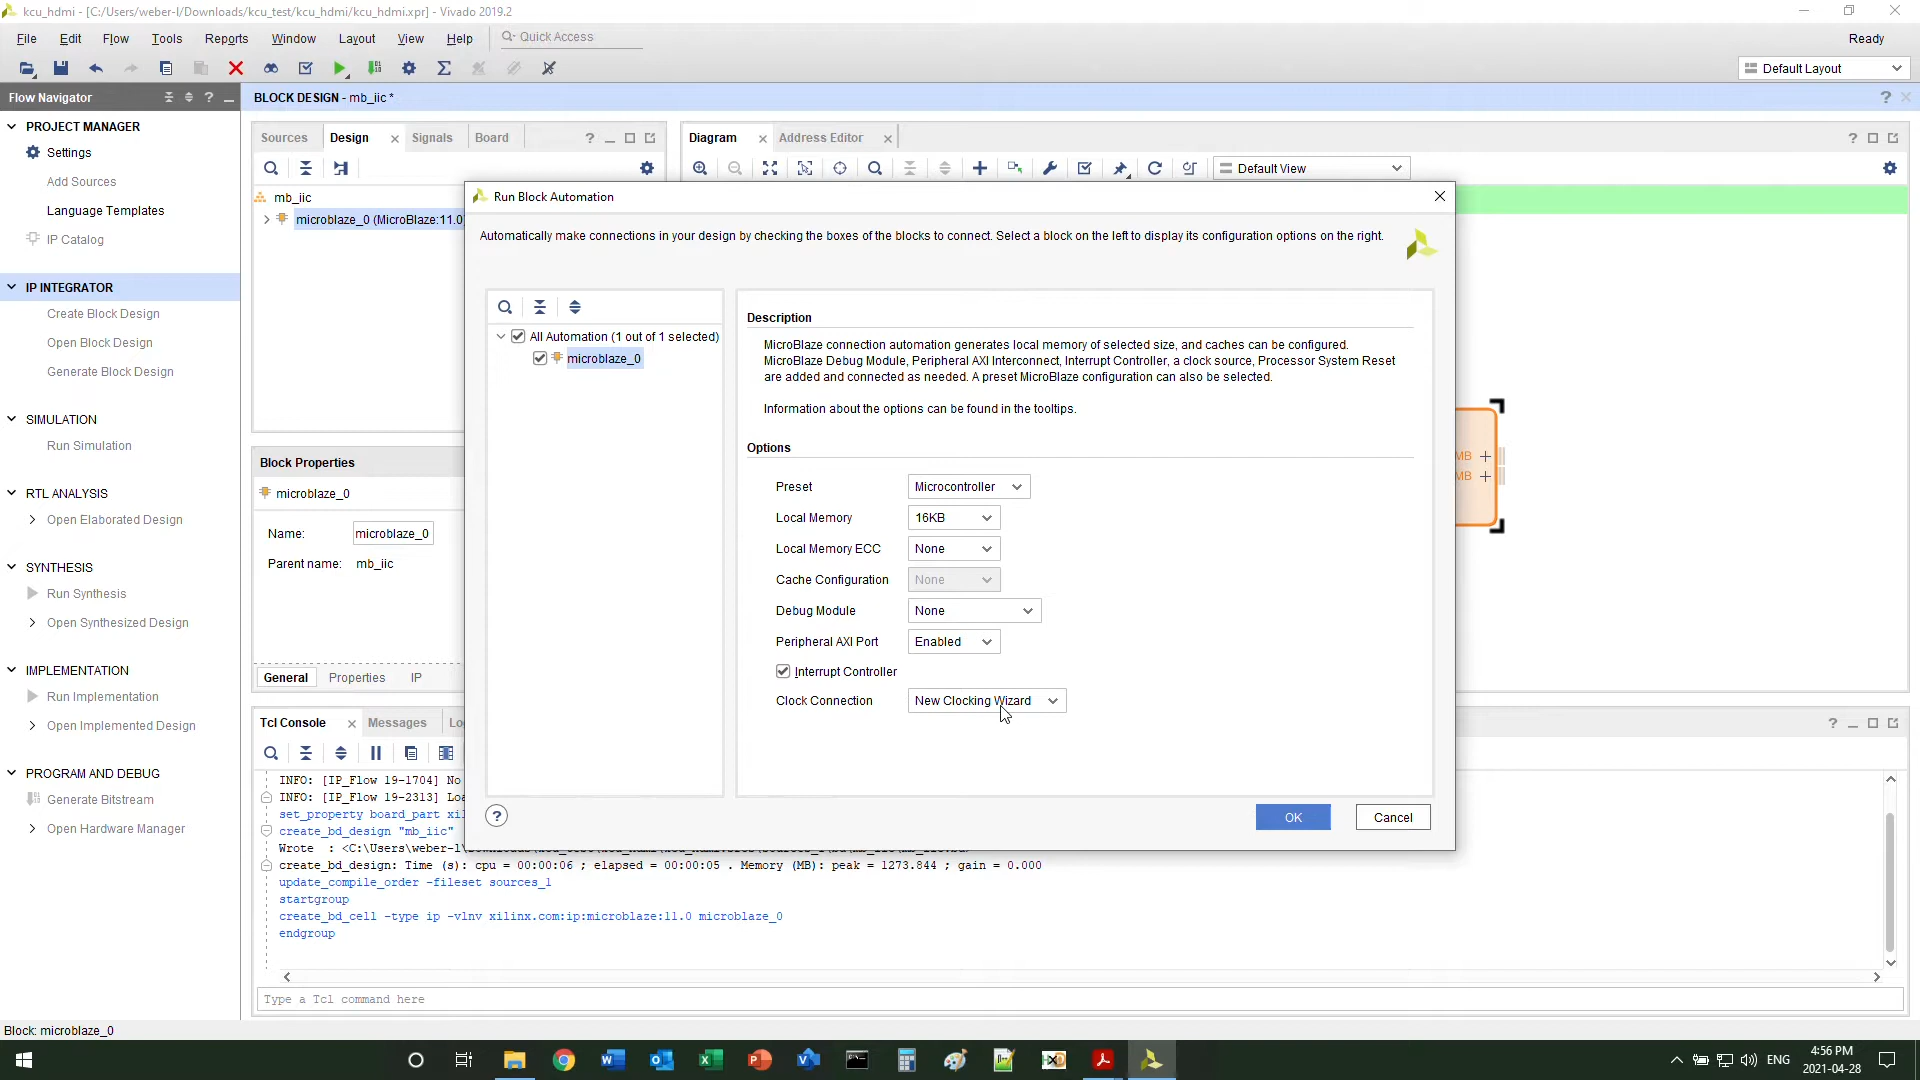 kcu_hdmi - [C:/Users/weber-l/Downloads/kcu_test/kcu_hdmi/kcu_hdmi.xpr] - Vivado 2019.2
File Edit Flow Tools Reports Window Layout View Help Quick Access Ready
Default Layout
Flow Navigator
BLOCK DESIGN - mb_iic *
PROJECT MANAGER
Settings
Add Sources
Language Templates
IP Catalog
IP INTEGRATOR
Create Block Design
Open Block Design
Generate Block Design
SIMULATION
Run Simulation
RTL ANALYSIS
Open Elaborated Design
SYNTHESIS
Run Synthesis
Open Synthesized Design
IMPLEMENTATION
Run Implementation
Open Implemented Design
PROGRAM AND DEBUG
Generate Bitstream
Open Hardware Manager
Sources Design Signals Board
mb_iic
microblaze_0 (MicroBlaze:11.0
Block Properties
microblaze_0
Name: microblaze_0
Parent name: mb_iic
General Properties IP
Diagram Address Editor
Default View
MB
MB
Run Block Automation
Automatically make connections in your design by checking the boxes of the blocks to connect. Select a block on the left to display its configuration options on the right.
All Automation (1 out of 1 selected)
microblaze_0
Description
MicroBlaze connection automation generates local memory of selected size, and caches can be configured.
MicroBlaze Debug Module, Peripheral AXI Interconnect, Interrupt Controller, a clock source, Processor System Reset
are added and connected as needed. A preset MicroBlaze configuration can also be selected.
Information about the options can be found in the tooltips.
Options
Preset Microcontroller
Local Memory 16KB
Local Memory ECC None
Cache Configuration None
Debug Module None
Peripheral AXI Port Enabled
Interrupt Controller
Clock Connection New Clocking Wizard
OK Cancel
Tcl Console Messages Lo
INFO: [IP_Flow 19-1704] No
INFO: [IP_Flow 19-2313] Loa
set_property board_part xil
create_bd_design "mb_iic"
Wrote : <C:\Users\weber-l\
create_bd_design: Time (s): cpu = 00:00:06 ; elapsed = 00:00:05 . Memory (MB): peak = 1273.844 ; gain = 0.000
update_compile_order -fileset sources_1
startgroup
create_bd_cell -type ip -vlnv xilinx.com:ip:microblaze:11.0 microblaze_0
endgroup
Type a Tcl command here
Block: microblaze_0
ENG
4:56 PM
2021-04-28